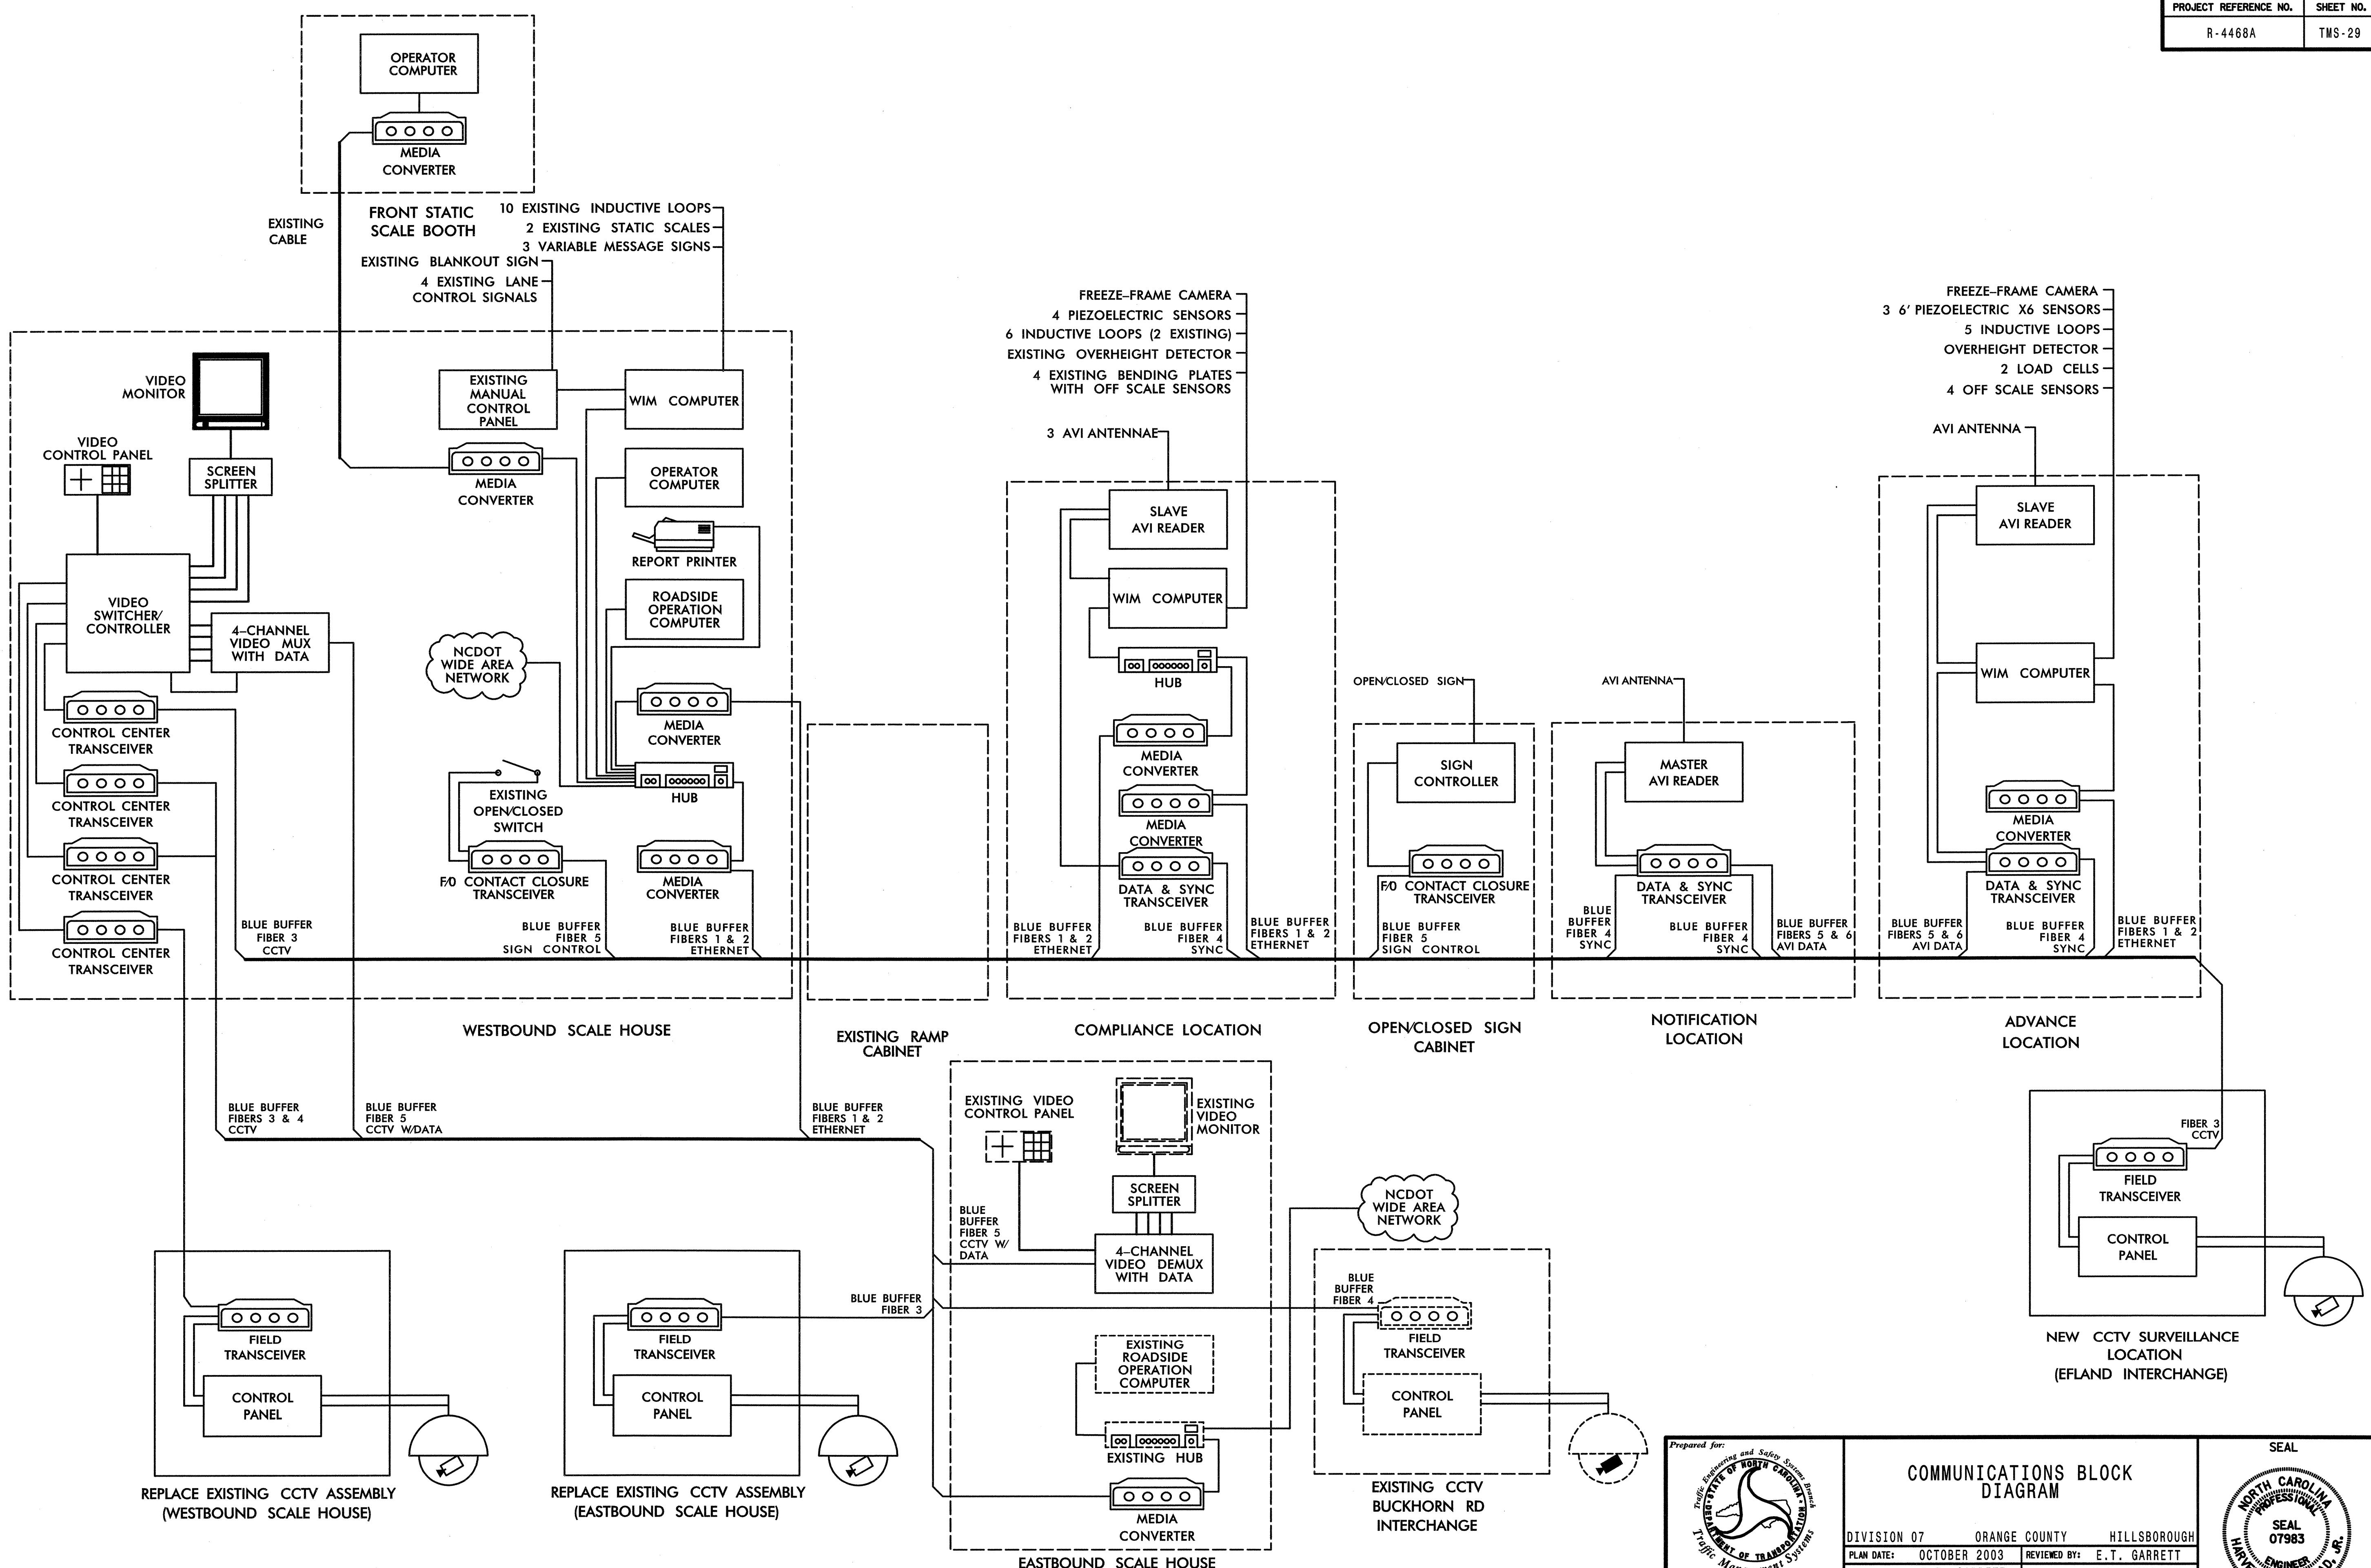 PROJECT REFERENCE NO.
SHEET NO.
R-4468A
TMS-29
OPERATOR
COMPUTER
MEDIA
CONVERTER
FRONT STATIC
SCALE BOOTH
EXISTING
CABLE
10 EXISTING INDUCTIVE LOOPS
2 EXISTING STATIC SCALES
3 VARIABLE MESSAGE SIGNS
EXISTING BLANKOUT SIGN
4 EXISTING LANE
CONTROL SIGNALS
VIDEO
MONITOR
VIDEO
CONTROL PANEL
SCREEN
SPLITTER
EXISTING
MANUAL
CONTROL
PANEL
WIM COMPUTER
MEDIA
CONVERTER
OPERATOR
COMPUTER
REPORT PRINTER
ROADSIDE
OPERATION
COMPUTER
VIDEO
SWITCHER/
CONTROLLER
4-CHANNEL
VIDEO MUX
WITH DATA
NCDOT
WIDE AREA
NETWORK
MEDIA
CONVERTER
CONTROL CENTER
TRANSCEIVER
CONTROL CENTER
TRANSCEIVER
CONTROL CENTER
TRANSCEIVER
CONTROL CENTER
TRANSCEIVER
EXISTING
OPEN/CLOSED
SWITCH
HUB
F/O CONTACT CLOSURE
TRANSCEIVER
MEDIA
CONVERTER
BLUE BUFFER
FIBER 3
CCTV
BLUE BUFFER
FIBER 5
SIGN CONTROL
BLUE BUFFER
FIBERS 1 & 2
ETHERNET
WESTBOUND SCALE HOUSE
EXISTING RAMP
CABINET
FREEZE-FRAME CAMERA
4 PIEZOELECTRIC SENSORS
6 INDUCTIVE LOOPS (2 EXISTING)
EXISTING OVERHEIGHT DETECTOR
4 EXISTING BENDING PLATES
WITH OFF SCALE SENSORS
3 AVI ANTENNAE
SLAVE
AVI READER
WIM COMPUTER
HUB
MEDIA
CONVERTER
MEDIA
CONVERTER
DATA & SYNC
TRANSCEIVER
BLUE BUFFER
FIBERS 1 & 2
ETHERNET
BLUE BUFFER
FIBER 4
SYNC
BLUE BUFFER
FIBERS 1 & 2
ETHERNET
COMPLIANCE LOCATION
OPEN/CLOSED SIGN
SIGN
CONTROLLER
F/O CONTACT CLOSURE
TRANSCEIVER
BLUE BUFFER
FIBER 5
SIGN CONTROL
OPEN/CLOSED SIGN
CABINET
AVI ANTENNA
MASTER
AVI READER
DATA & SYNC
TRANSCEIVER
BLUE
BUFFER
FIBER 4
SYNC
BLUE BUFFER
FIBER 4
SYNC
BLUE BUFFER
FIBERS 5 & 6
AVI DATA
NOTIFICATION
LOCATION
FREEZE-FRAME CAMERA
3 6' PIEZOELECTRIC X6 SENSORS
5 INDUCTIVE LOOPS
OVERHEIGHT DETECTOR
2 LOAD CELLS
4 OFF SCALE SENSORS
AVI ANTENNA
SLAVE
AVI READER
WIM COMPUTER
MEDIA
CONVERTER
DATA & SYNC
TRANSCEIVER
BLUE BUFFER
FIBERS 5 & 6
AVI DATA
BLUE BUFFER
FIBER 4
SYNC
BLUE BUFFER
FIBERS 1 & 2
ETHERNET
ADVANCE
LOCATION
BLUE BUFFER
FIBERS 3 & 4
CCTV
BLUE BUFFER
FIBER 5
CCTV W/DATA
BLUE BUFFER
FIBERS 1 & 2
ETHERNET
FIELD
TRANSCEIVER
CONTROL
PANEL
REPLACE EXISTING CCTV ASSEMBLY
(WESTBOUND SCALE HOUSE)
BLUE BUFFER
FIBER 3
FIELD
TRANSCEIVER
CONTROL
PANEL
REPLACE EXISTING CCTV ASSEMBLY
(EASTBOUND SCALE HOUSE)
EXISTING VIDEO
CONTROL PANEL
EXISTING
VIDEO
MONITOR
SCREEN
SPLITTER
BLUE
BUFFER
FIBER 5
CCTV W/
DATA
4-CHANNEL
VIDEO DEMUX
WITH DATA
EXISTING
ROADSIDE
OPERATION
COMPUTER
EXISTING HUB
MEDIA
CONVERTER
EASTBOUND SCALE HOUSE
NCDOT
WIDE AREA
NETWORK
BLUE
BUFFER
FIBER 4
FIELD
TRANSCEIVER
CONTROL
PANEL
EXISTING CCTV
BUCKHORN RD
INTERCHANGE
FIBER 3
CCTV
FIELD
TRANSCEIVER
CONTROL
PANEL
NEW CCTV SURVEILLANCE
LOCATION
(EFLAND INTERCHANGE)
Prepared for:
Traffic Engineering and Safety Systems Branch
STATE OF NORTH CAROLINA
DEPARTMENT OF TRANSPORTATION
COMMUNICATIONS BLOCK
DIAGRAM
DIVISION 07 ORANGE COUNTY HILLSBOROUGH
PLAN DATE: OCTOBER 2003 REVIEWED BY: E.T. GARRETT
SEAL
NORTH CAROLINA
PROFESSIONAL
SEAL
07983
ENGINEER